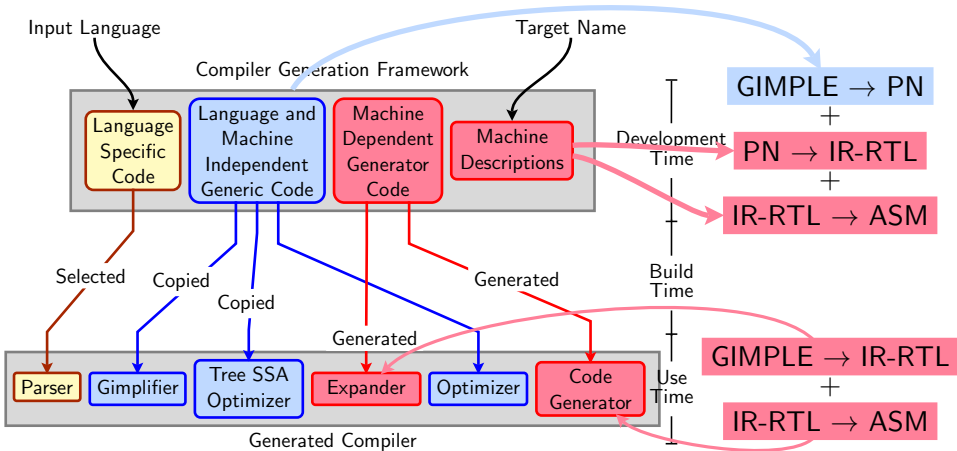 Input Language
Target Name
Compiler Generation Framework
Language
Specific
Code
Language and
Machine
Independent
Generic Code
Machine
Dependent
Generator
Code
Machine
Descriptions
Development
Time
GIMPLE → PN
+
PN → IR-RTL
+
IR-RTL → ASM
Selected
Copied
Copied
Generated
Generated
Build
Time
Parser
Gimplifier
Tree SSA
Optimizer
Expander
Optimizer
Code
Generator
Generated Compiler
Use
Time
GIMPLE → IR-RTL
+
IR-RTL → ASM